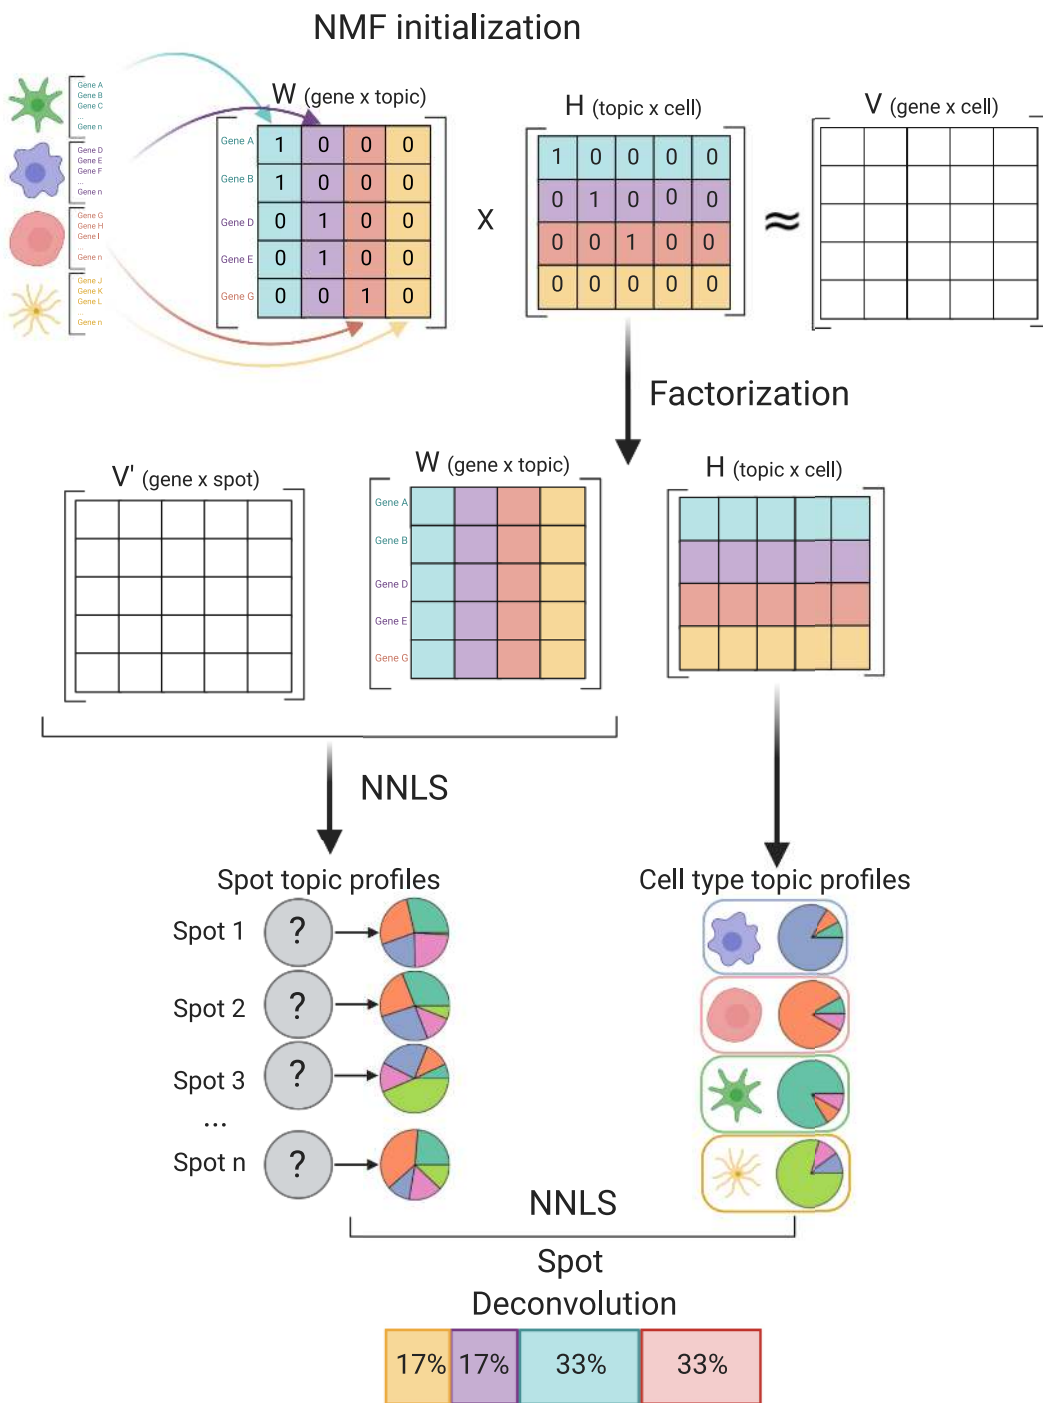 NMF initialization
Gene A
Gene B
Gene C
...
Gene n
Gene D
Gene E
Gene F
...
Gene n
Gene G
Gene H
Gene I
...
Gene n
Gene J
Gene K
Gene L
...
Gene n
W (gene x topic)
Gene A 1 0 0 0
Gene B 1 0 0 0
Gene D 0 1 0 0
Gene E 0 1 0 0
Gene G 0 0 1 0
X
H (topic x cell)
1 0 0 0 0
0 1 0 0 0
0 0 1 0 0
0 0 0 0 0
≈
V (gene x cell)
Factorization
V' (gene x spot)
W (gene x topic)
Gene A
Gene B
Gene D
Gene E
Gene G
H (topic x cell)
NNLS
Spot topic profiles
Spot 1 ?
Spot 2 ?
Spot 3 ?
...
Spot n ?
Cell type topic profiles
NNLS
Spot
Deconvolution
17% 17% 33% 33%